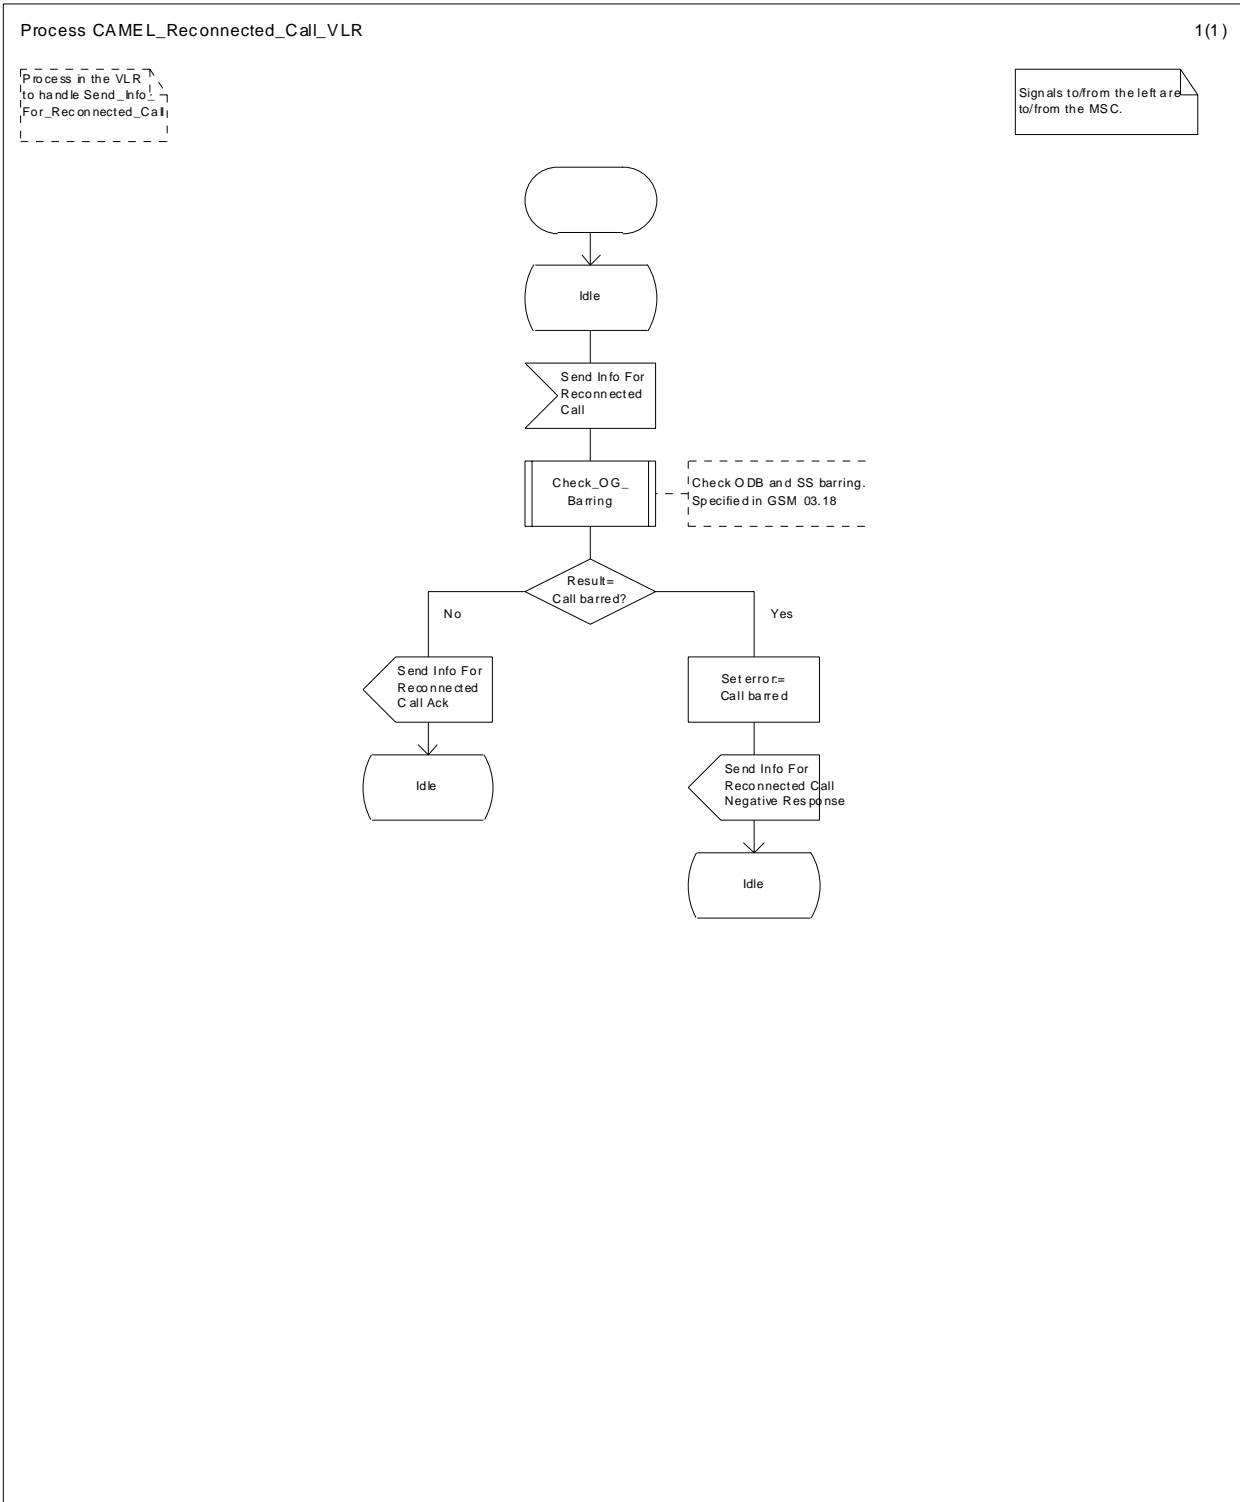 Process CAMEL_Reconnected_Call_VLR
1(1)
Process in the VLR
to handle Send_Info_
For_Reconnected_Call
Signals to/from the left are
to/from the MSC.
Idle
Send Info For
Reconnected
Call
Check_OG_
Barring
Check ODB and SS barring.
Specified in GSM 03.18
Result=
Call barred?
No
Yes
Send Info For
Reconnected
Call Ack
Set error:=
Call barred
Idle
Send Info For
Reconnected Call
Negative Response
Idle